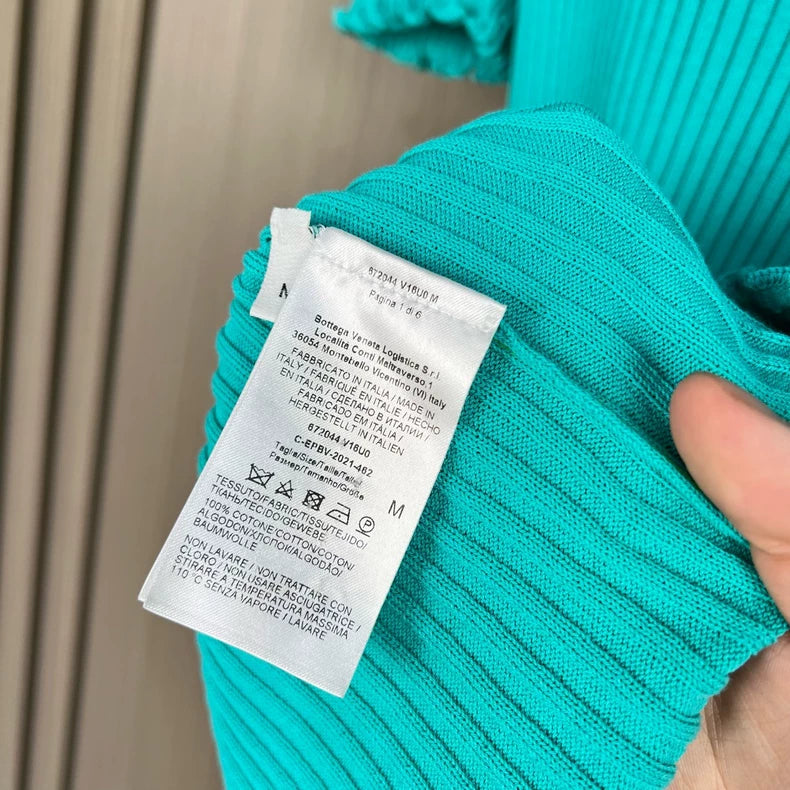 N
672044 V18U0 M
Pagina 1 di 6
Bottega Veneta Logistica S.r.l.
Località Conti Maltraverso,1
36054 Montebello Vicentino (VI) Italy
FABBRICATO IN ITALIA / MADE IN
ITALY / FABRIQUÉ EN ITALIE / HECHO
EN ITALIA / СДЕЛАНО В ИТАЛИИ /
FABRICADO EM ITÁLIA /
HERGESTELLT IN ITALIEN
672044 V18U0
C-EPBV-2021-462
Taglia/Size/Taille/Talla/
Размер/Tamanho/Größe
M
TESSUTO/FABRIC/TISSU/TEJIDO/
ТКАНЬ/TECIDO/GEWEBE
100% COTONE/COTTON/COTON/
ALGODÓN/ХЛОПОК/ALGODÃO/
BAUMWOLLE
NON LAVARE / NON TRATTARE CON
CLORO / NON USARE ASCIUGATRICE /
STIRARE A TEMPERATURA MASSIMA
110 °C SENZA VAPORE / LAVARE